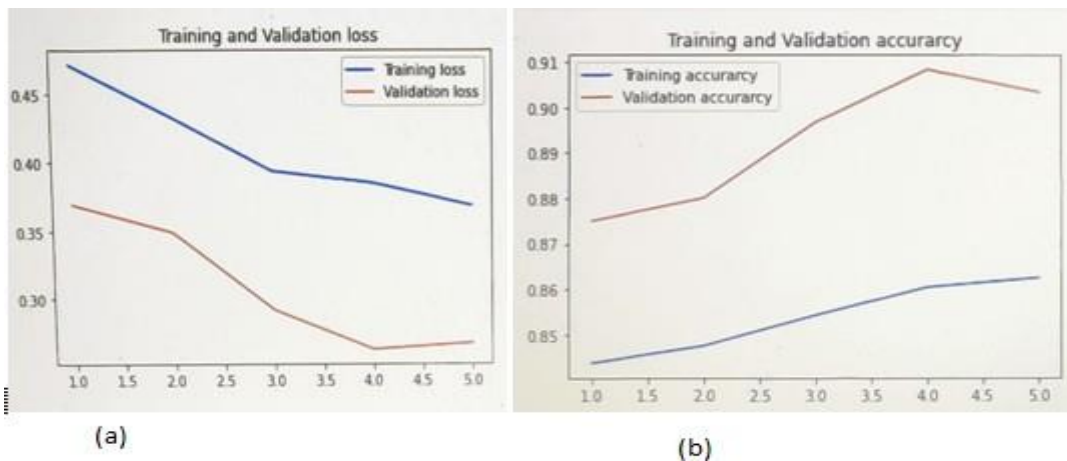 Training and Validation loss
Training loss
Validation loss
0.45
0.40
0.35
0.30
1.0 1.5 2.0 2.5 3.0 3.5 4.0 4.5 5.0
(a)
Training and Validation accurarcy
Training accurarcy
Validation accurarcy
0.91
0.90
0.89
0.88
0.87
0.86
0.85
1.0 1.5 2.0 2.5 3.0 3.5 4.0 4.5 5.0
(b)